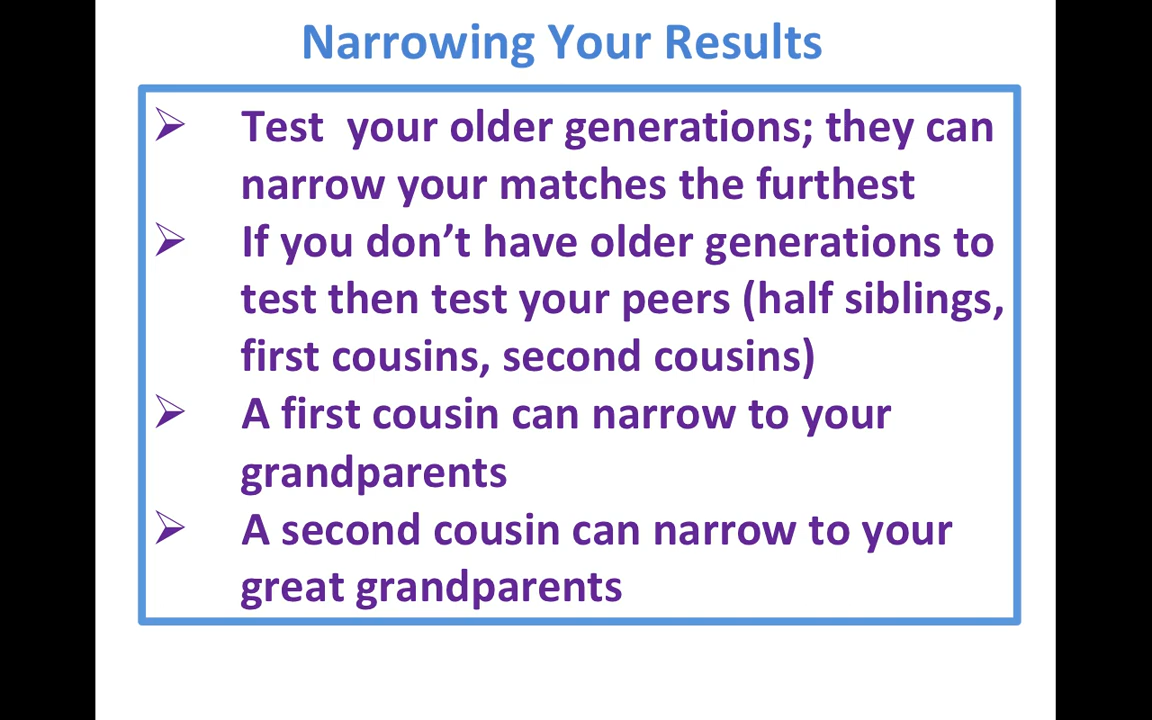 Narrowing Your Results
➢ Test  your older generations; they can
narrow your matches the furthest
➢ If you don’t have older generations to
test then test your peers (half siblings,
first cousins, second cousins)
➢ A first cousin can narrow to your
grandparents
➢ A second cousin can narrow to your
great grandparents